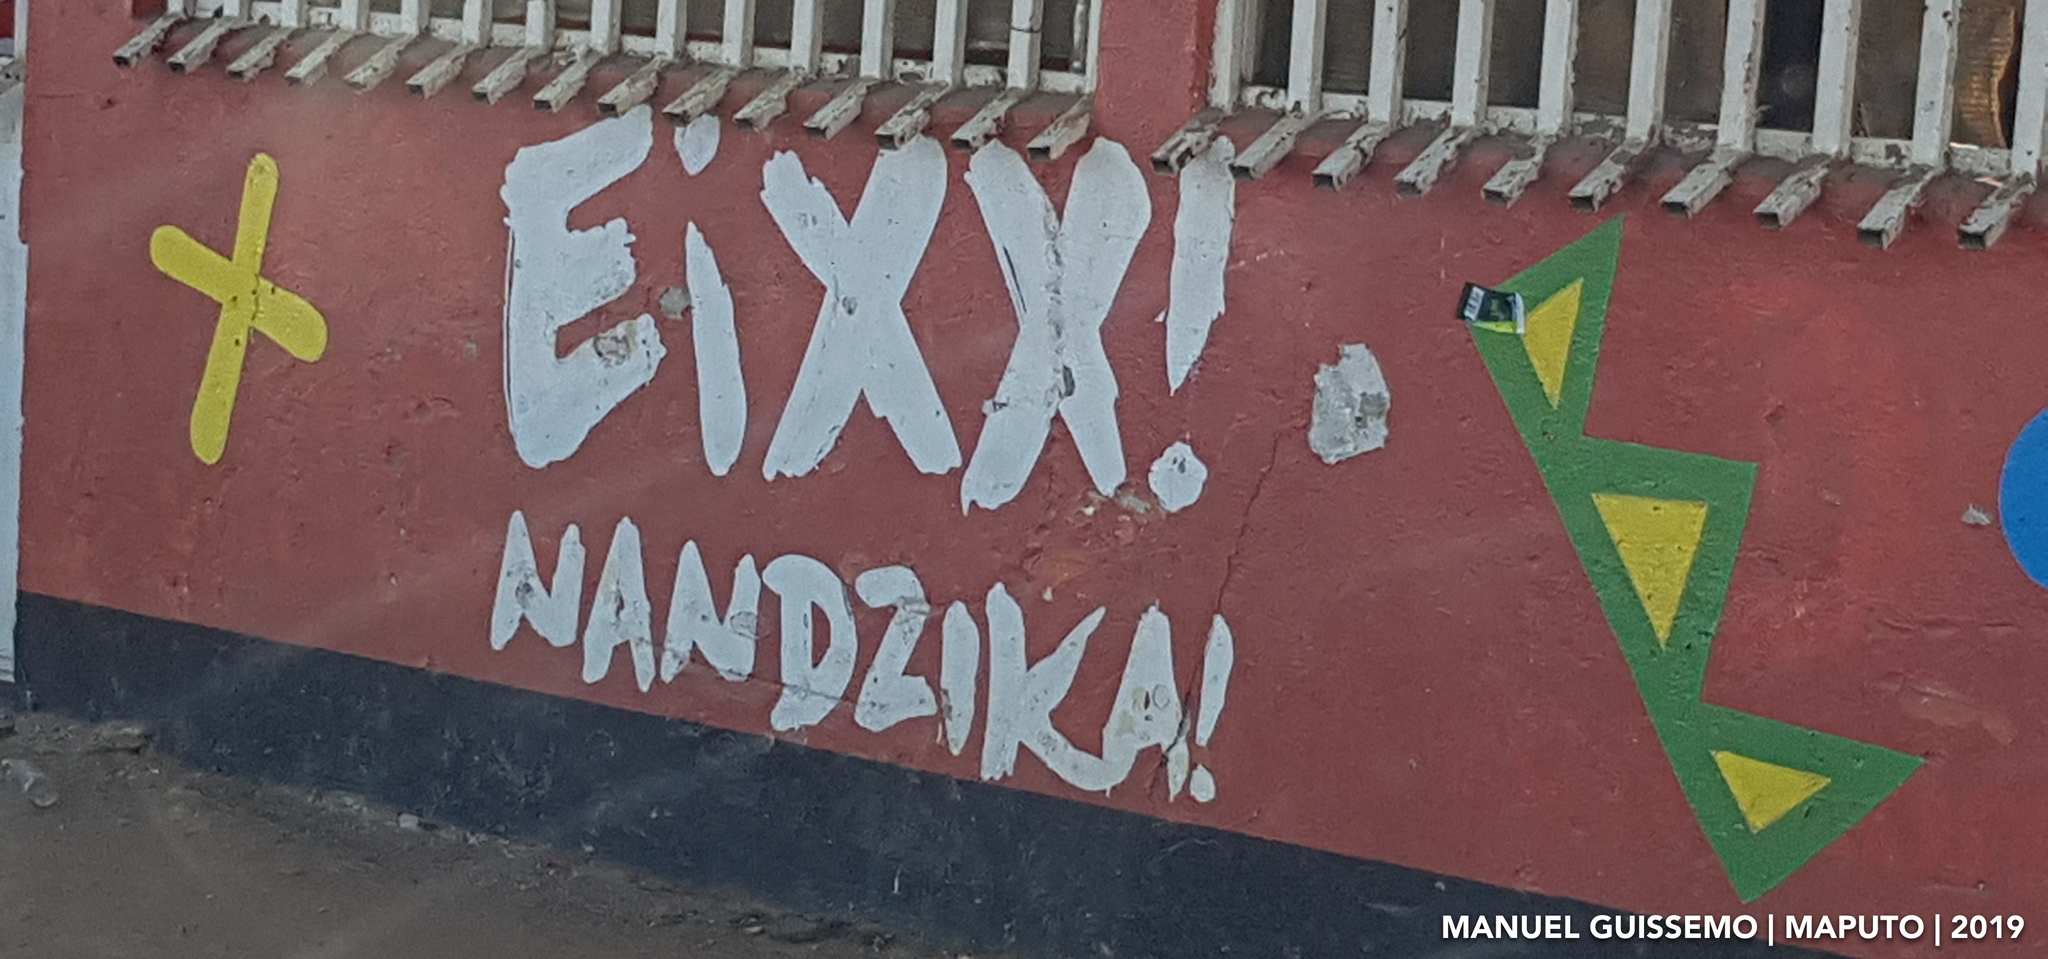 EiXX!
NANDZIKA!
MANUEL GUISSEMO | MAPUTO | 2019